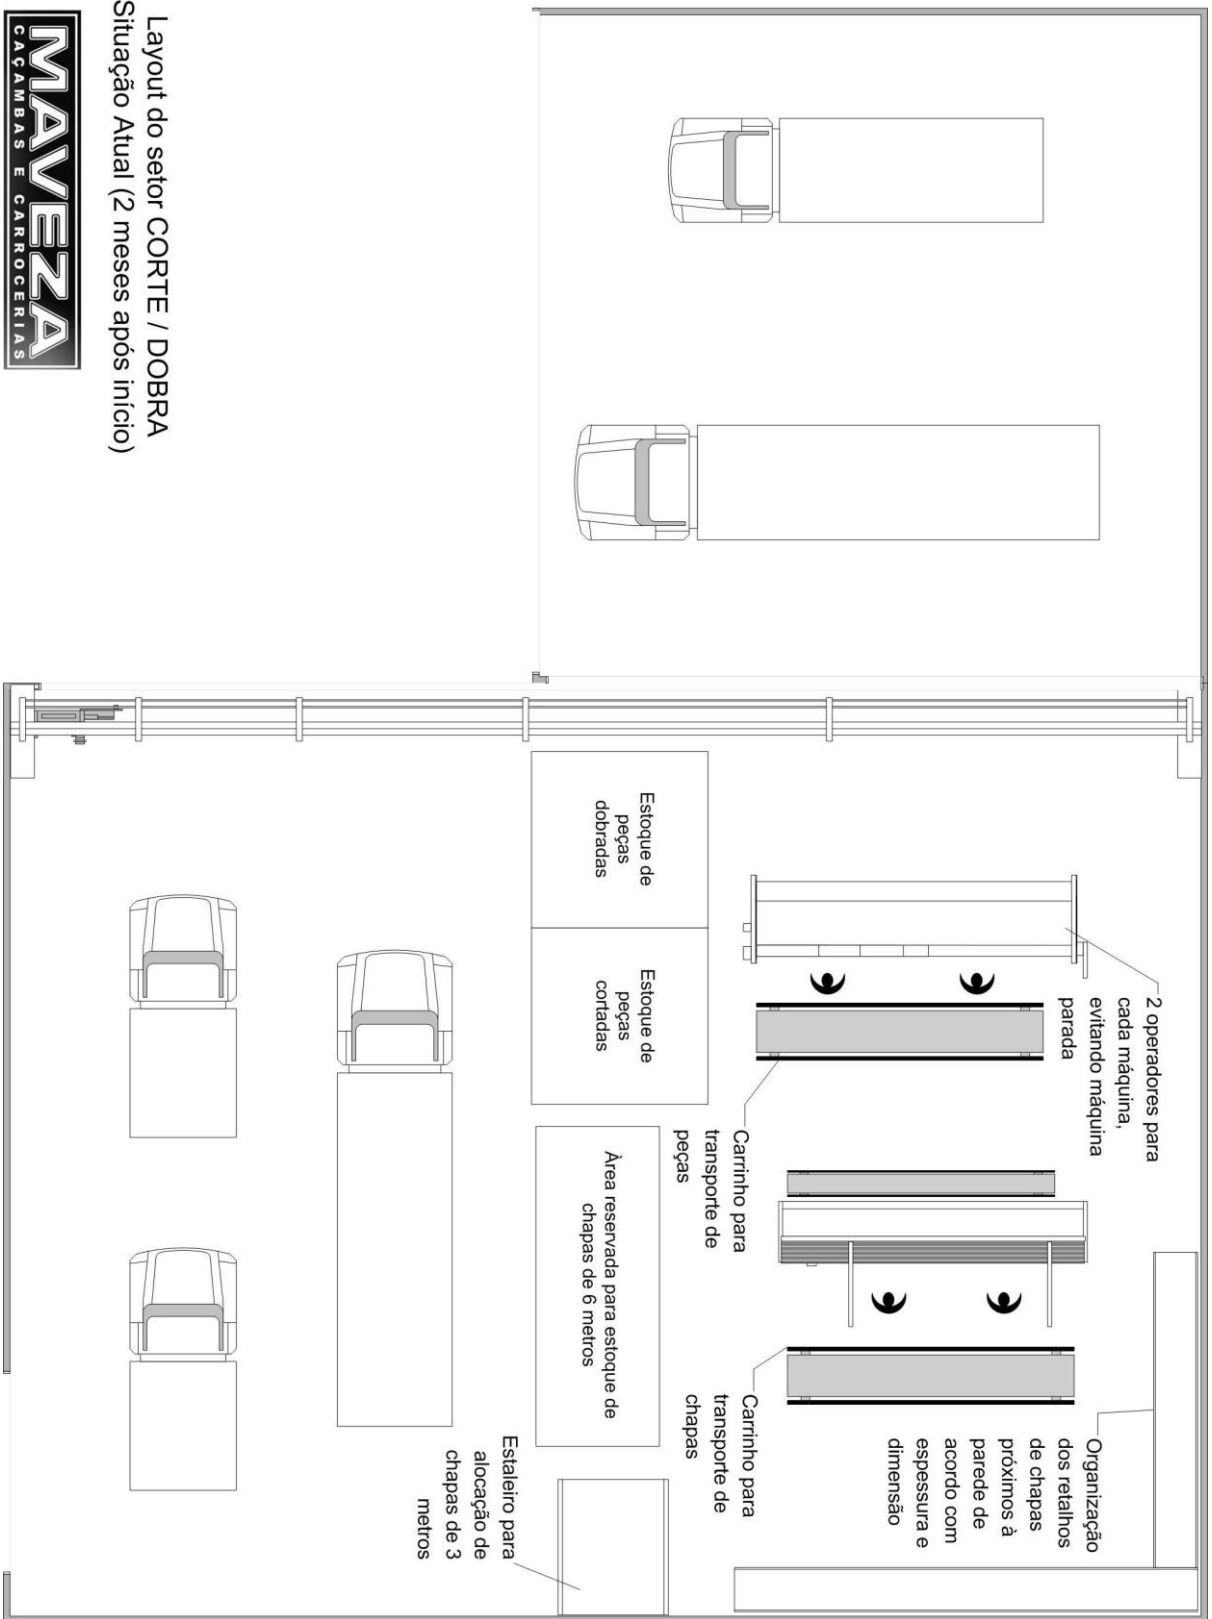 Layout do setor CORTE / DOBRA
Situação Atual (2 meses após início)
MAVEZA
CAÇAMBAS E CARROCERIAS
2 operadores para
cada máquina,
evitando máquina
parada
Carrinho para
transporte de
peças
Organização
dos retalhos
de chapas
próximos à
parede de
acordo com
espessura e
dimensão
Carrinho para
transporte de
chapas
Estoque de
peças
dobradas
Estoque de
peças
cortadas
Àrea reservada para estoque de
chapas de 6 metros
Estaleiro para
alocação de
chapas de 3
metros